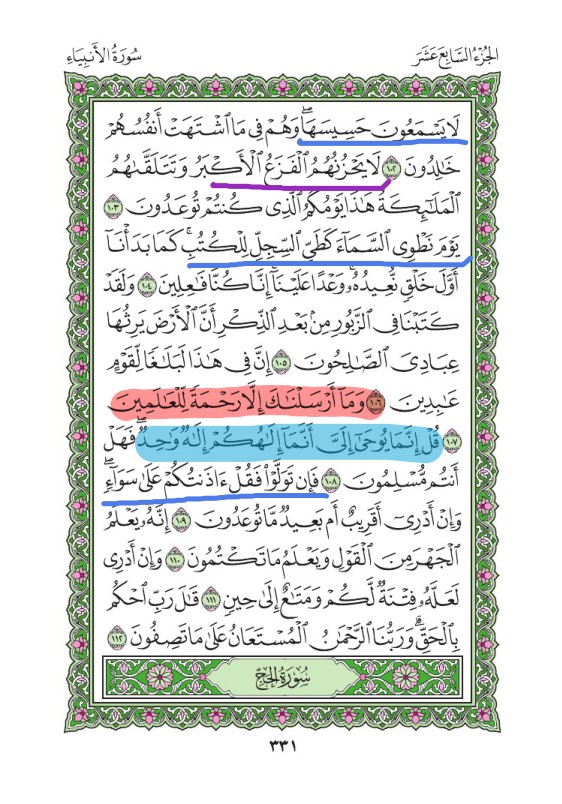 سُورَةُ الأَنبِيَاءِ
الجُزْءُ السَّابِعَ عَشَرَ
لَا يَسْمَعُونَ حَسِيسَهَا ۖ وَهُمْ فِي مَا ٱشْتَهَتْ أَنفُسُهُمْ
خَٰلِدُونَ ١٠٢ لَا يَحْزُنُهُمُ ٱلْفَزَعُ ٱلْأَكْبَرُ وَتَتَلَقَّىٰهُمُ
ٱلْمَلَٰٓئِكَةُ هَٰذَا يَوْمُكُمُ ٱلَّذِي كُنتُمْ تُوعَدُونَ ١٠٣
يَوْمَ نَطْوِي ٱلسَّمَآءَ كَطَيِّ ٱلسِّجِلِّ لِلْكُتُبِ ۚ كَمَا بَدَأْنَآ
أَوَّلَ خَلْقٍ نُّعِيدُهُۥ ۚ وَعْدًا عَلَيْنَآ ۚ إِنَّا كُنَّا فَٰعِلِينَ ١٠٤ وَلَقَدْ
كَتَبْنَا فِي ٱلزَّبُورِ مِنۢ بَعْدِ ٱلذِّكْرِ أَنَّ ٱلْأَرْضَ يَرِثُهَا
عِبَادِيَ ٱلصَّٰلِحُونَ ١٠٥ إِنَّ فِي هَٰذَا لَبَلَٰغًا لِّقَوْمٍ
عَٰبِدِينَ ١٠٦ وَمَآ أَرْسَلْنَٰكَ إِلَّا رَحْمَةً لِّلْعَٰلَمِينَ
١٠٧ قُلْ إِنَّمَا يُوحَىٰٓ إِلَيَّ أَنَّمَآ إِلَٰهُكُمْ إِلَٰهٌ وَٰحِدٌ ۖ فَهَلْ
أَنتُم مُّسْلِمُونَ ١٠٨ فَإِن تَوَلَّوْا۟ فَقُلْ ءَاذَنتُكُمْ عَلَىٰ سَوَآءٍ ۖ
وَإِنْ أَدْرِيٓ أَقَرِيبٌ أَم بَعِيدٌ مَّا تُوعَدُونَ ١٠٩ إِنَّهُۥ يَعْلَمُ
ٱلْجَهْرَ مِنَ ٱلْقَوْلِ وَيَعْلَمُ مَا تَكْتُمُونَ ١١٠ وَإِنْ أَدْرِي
لَعَلَّهُۥ فِتْنَةٌ لَّكُمْ وَمَتَٰعٌ إِلَىٰ حِينٍ ١١١ قَٰلَ رَبِّ ٱحْكُم
بِٱلْحَقِّ ۗ وَرَبُّنَا ٱلرَّحْمَٰنُ ٱلْمُسْتَعَانُ عَلَىٰ مَا تَصِفُونَ ١١٢
سُورَةُ الحَجِّ
٣٣١